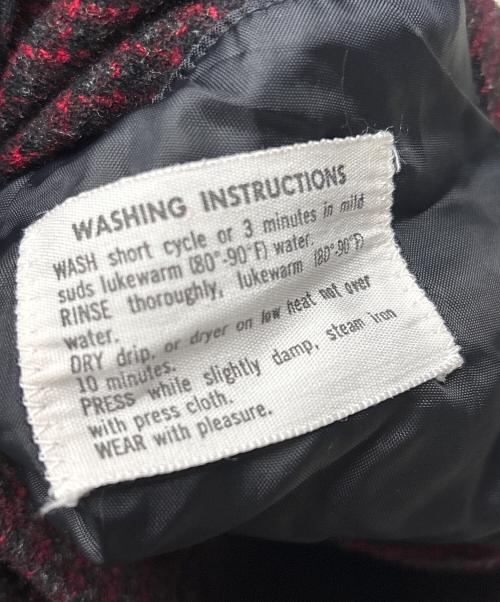 WASHING INSTRUCTIONS
WASH short cycle or 3 minutes in mild
suds lukewarm (80°-90°F) water.
RINSE thoroughly, lukewarm (80°-90°F)
water.
DRY drip. or dryer on low heat not over
10 minutes.
PRESS while slightly damp, steam iron
with press cloth.
WEAR with pleasure.